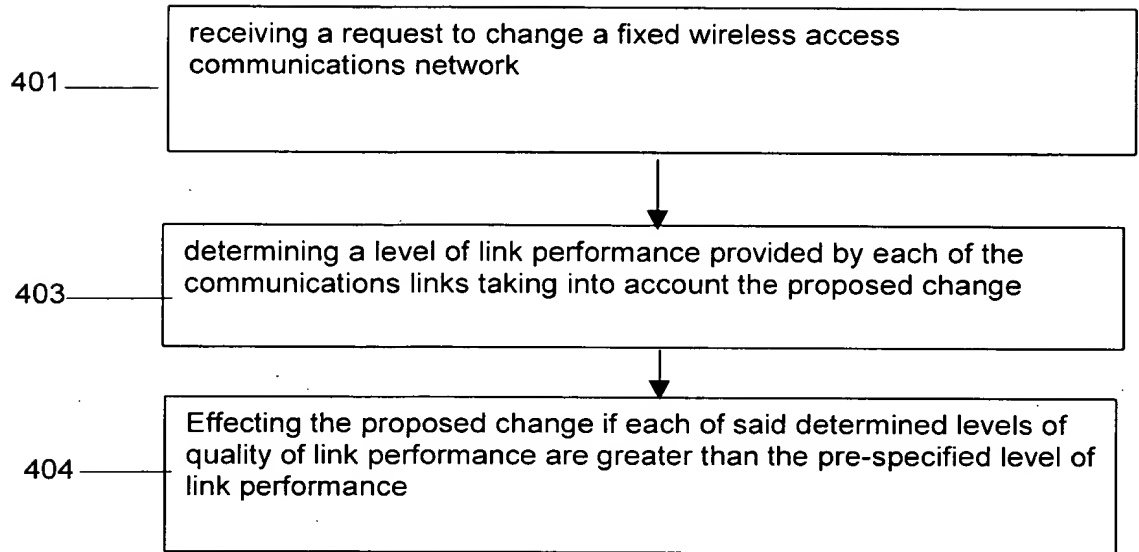 receiving a request to change a fixed wireless access
communications network
401
determining a level of link performance provided by each of the
communications links taking into account the proposed change
403
Effecting the proposed change if each of said determined levels of
quality of link performance are greater than the pre-specified level of
link performance
404